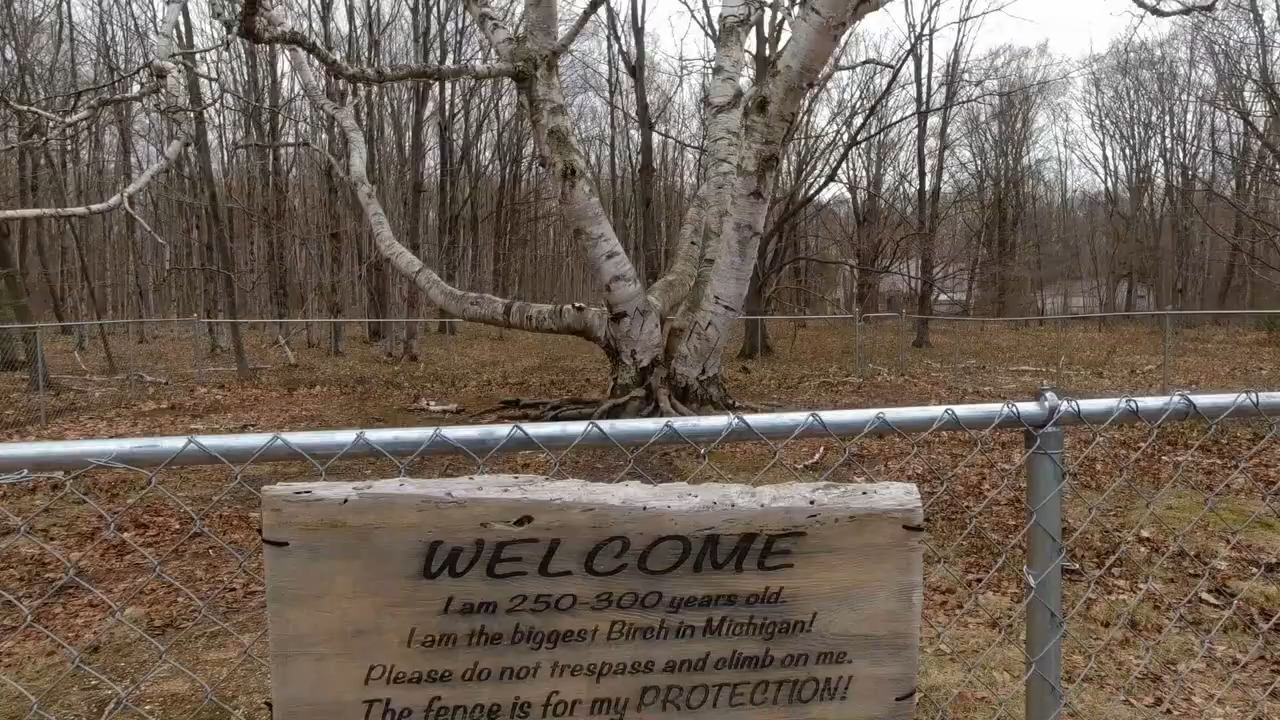 WELCOME
I am 250-300 years old.
I am the biggest Birch in Michigan!
Please do not trespass and climb on me.
The fence is for my PROTECTION!